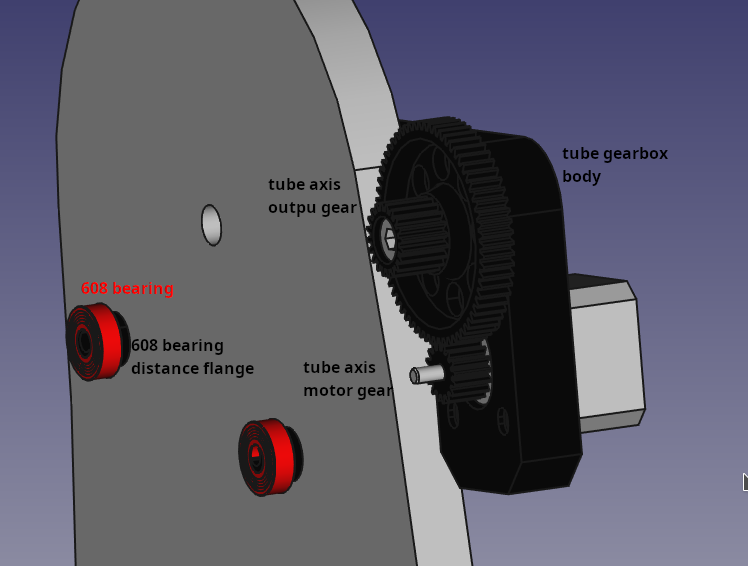 tube gearbox
body
tube axis
outpu gear
608 bearing
608 bearing
distance flange
tube axis
motor gear